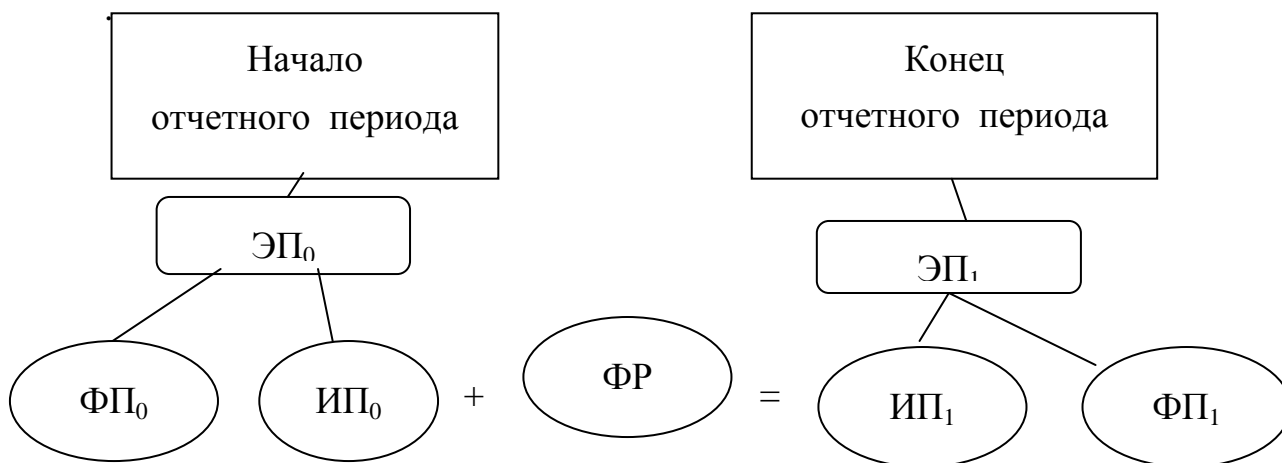 Начало
отчетного периода
Конец
отчетного периода
ЭП₀
ЭП₁
ФП₀ ИП₀ + ФР = ИП₁ ФП₁